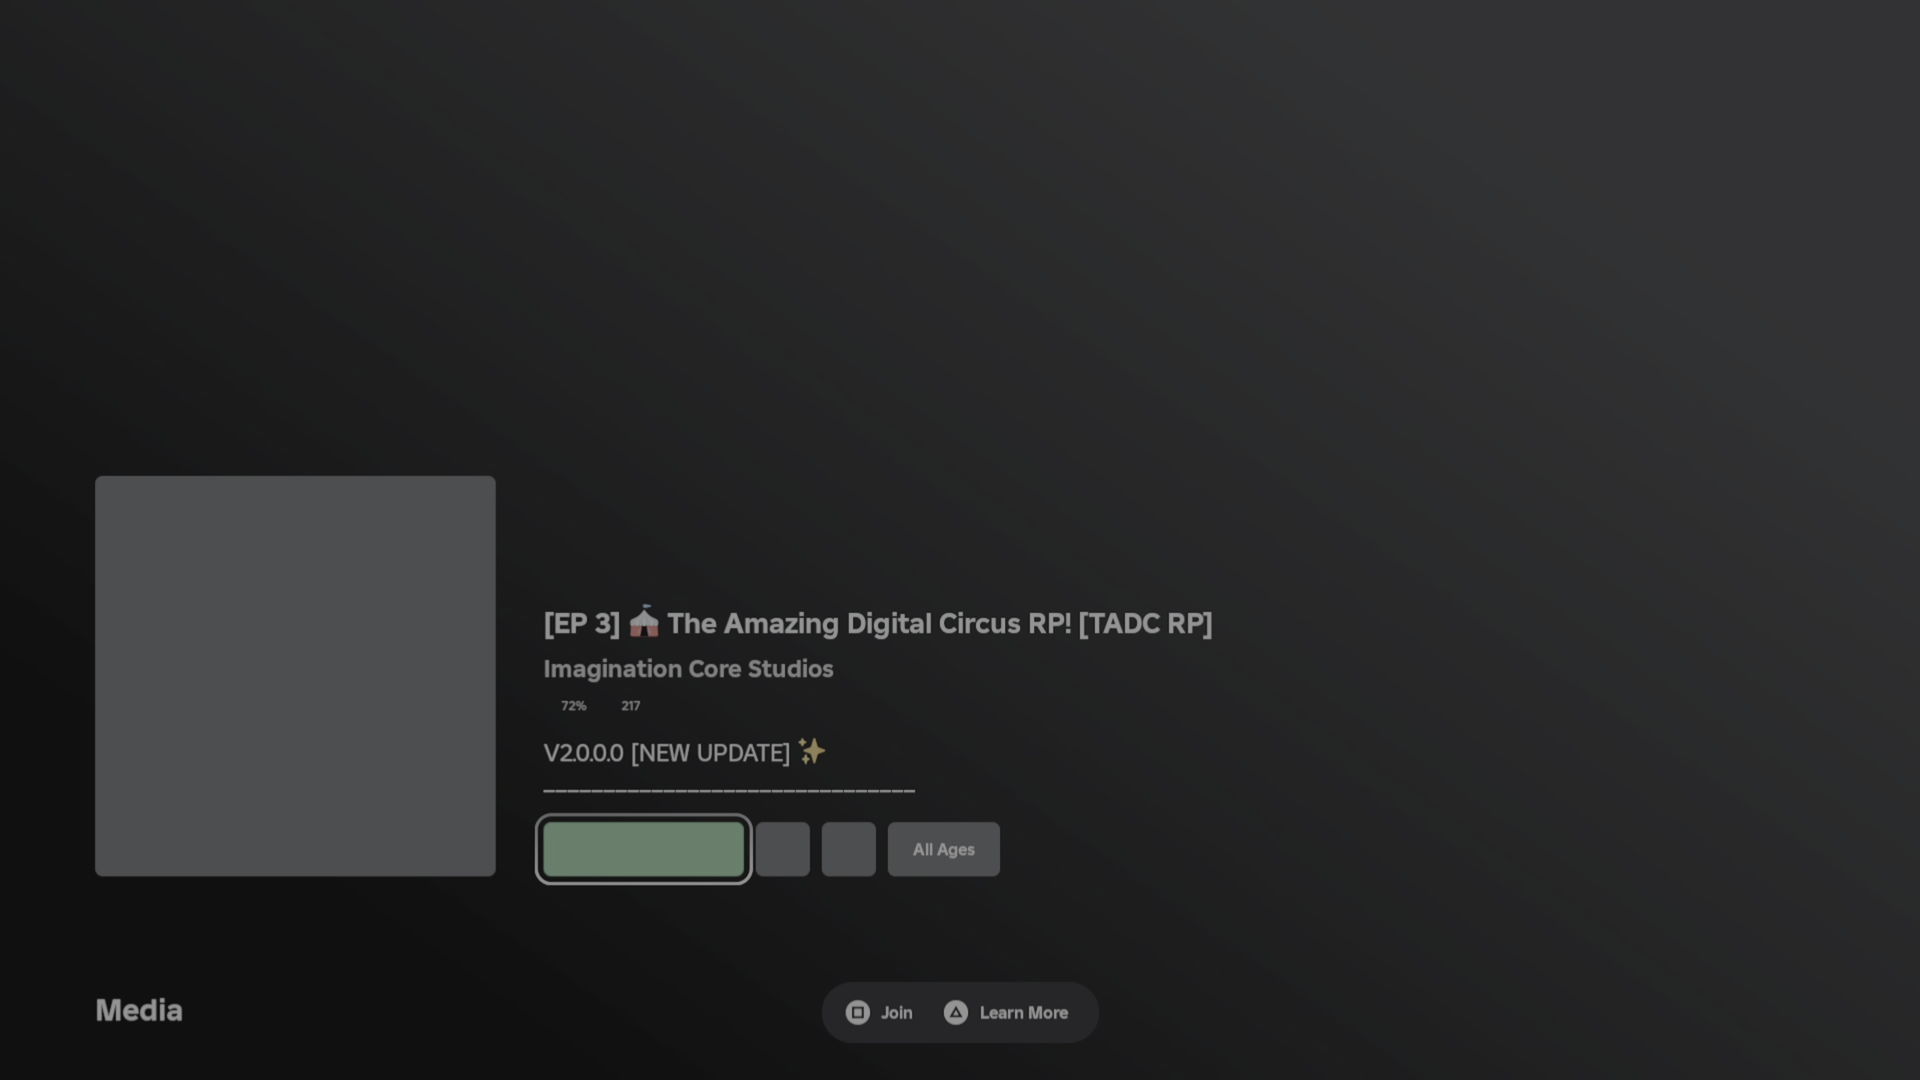 [EP 3] 🎪 The Amazing Digital Circus RP! [TADC RP]
Imagination Core Studios
72% 217
V2.0.0.0 [NEW UPDATE] ✨
_______________________________
All Ages
Media
Join Learn More